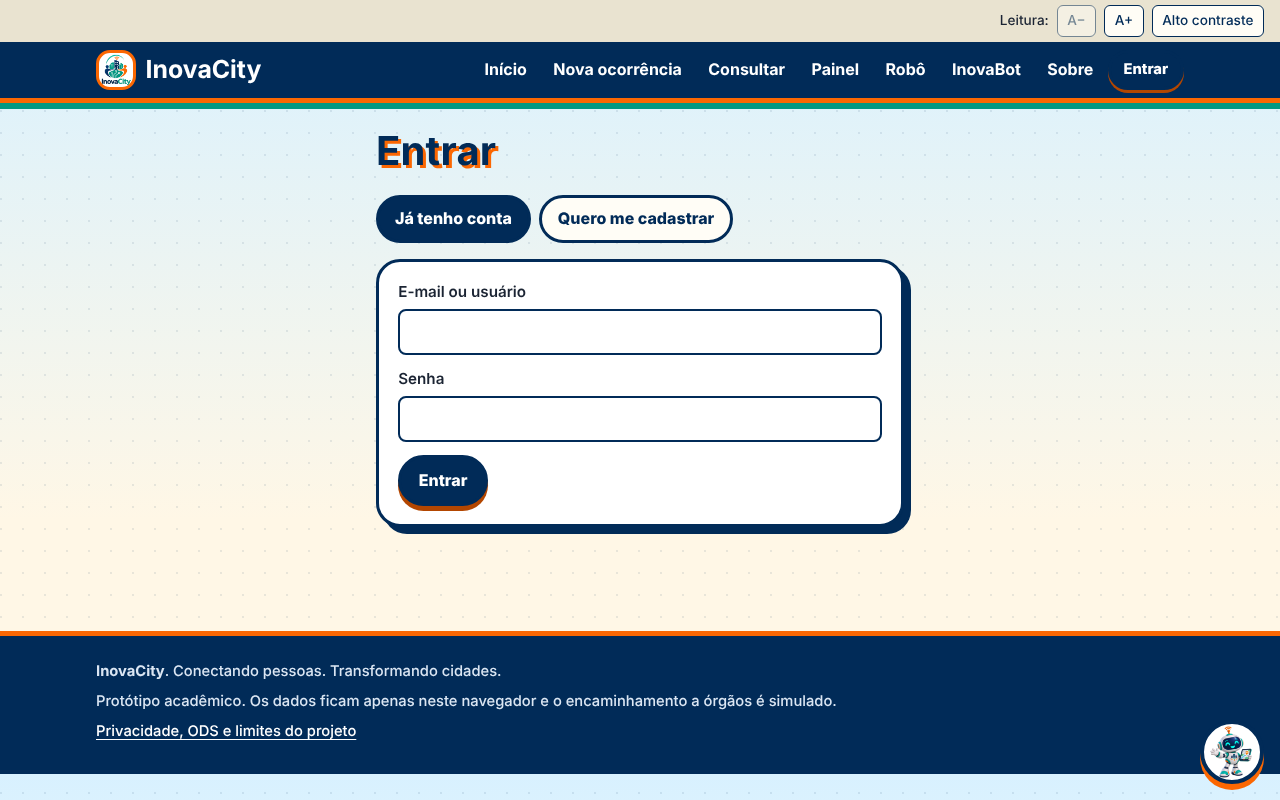 Leitura: A− A+ Alto contraste
InovaCity
InovaCity Início Nova ocorrência Consultar Painel Robô InovaBot Sobre Entrar
Entrar
Já tenho conta Quero me cadastrar
E-mail ou usuário
Senha
Entrar
InovaCity. Conectando pessoas. Transformando cidades.
Protótipo acadêmico. Os dados ficam apenas neste navegador e o encaminhamento a órgãos é simulado.
Privacidade, ODS e limites do projeto